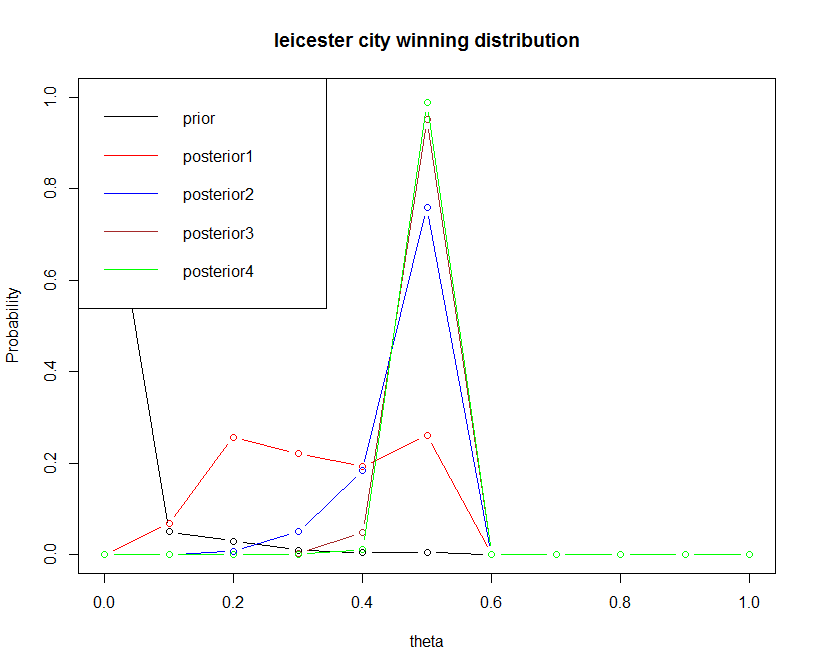 leicester city winning distribution
prior
posterior1
posterior2
posterior3
posterior4
Probability
1.0
0.8
0.6
0.4
0.2
0.0
0.0 0.2 0.4 0.6 0.8 1.0
theta